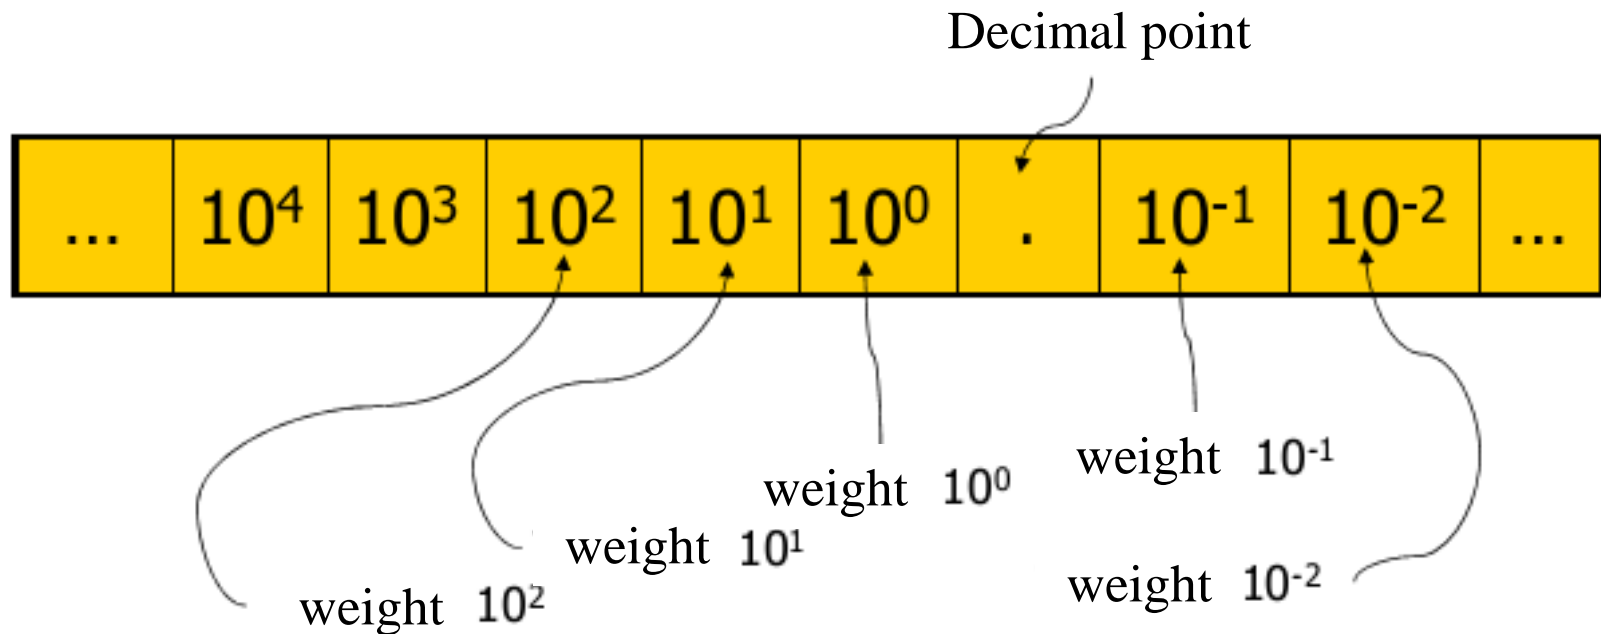 Decimal point
... 10⁴ 10³ 10² 10¹ 10⁰ . 10⁻¹ 10⁻² ...
weight 10⁻¹
weight 10⁰
weight 10¹
weight 10⁻²
weight 10²